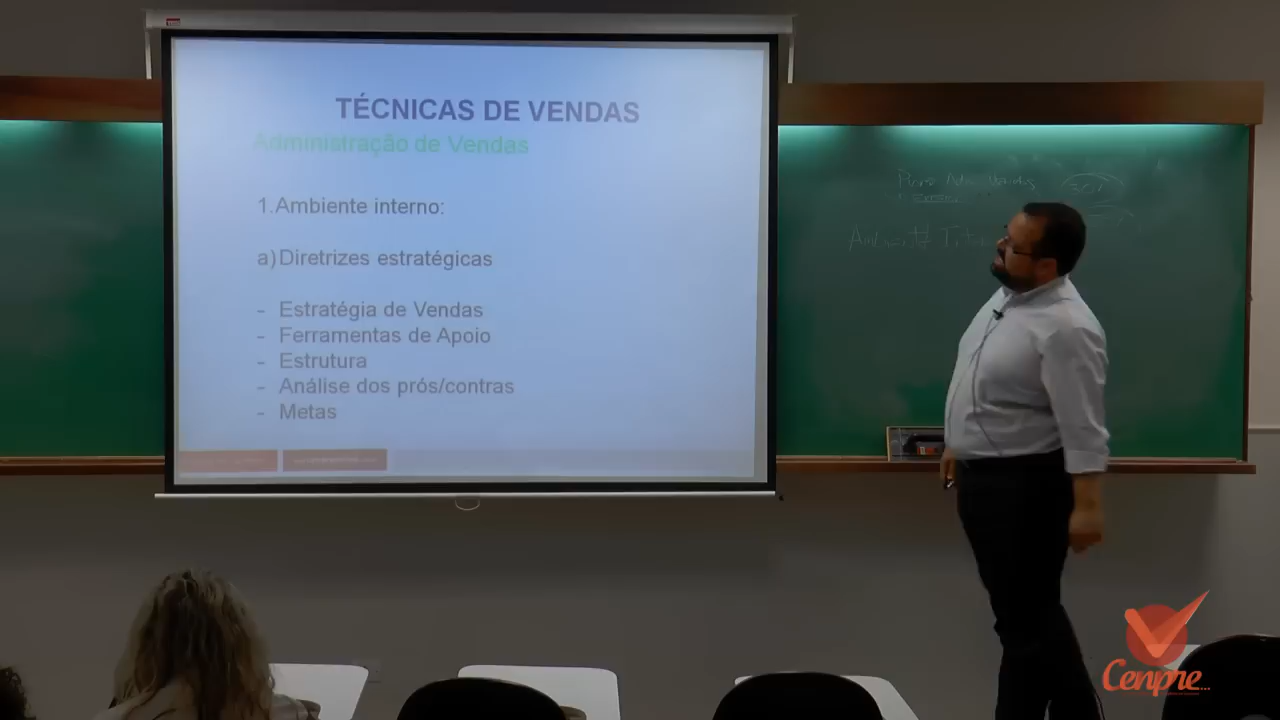 TÉCNICAS DE VENDAS
Administração de Vendas
1.Ambiente interno:
a)Diretrizes estratégicas
- Estratégia de Vendas
- Ferramentas de Apoio
- Estrutura
- Análise dos prós/contras
- Metas
Ambiente
Cenpre...